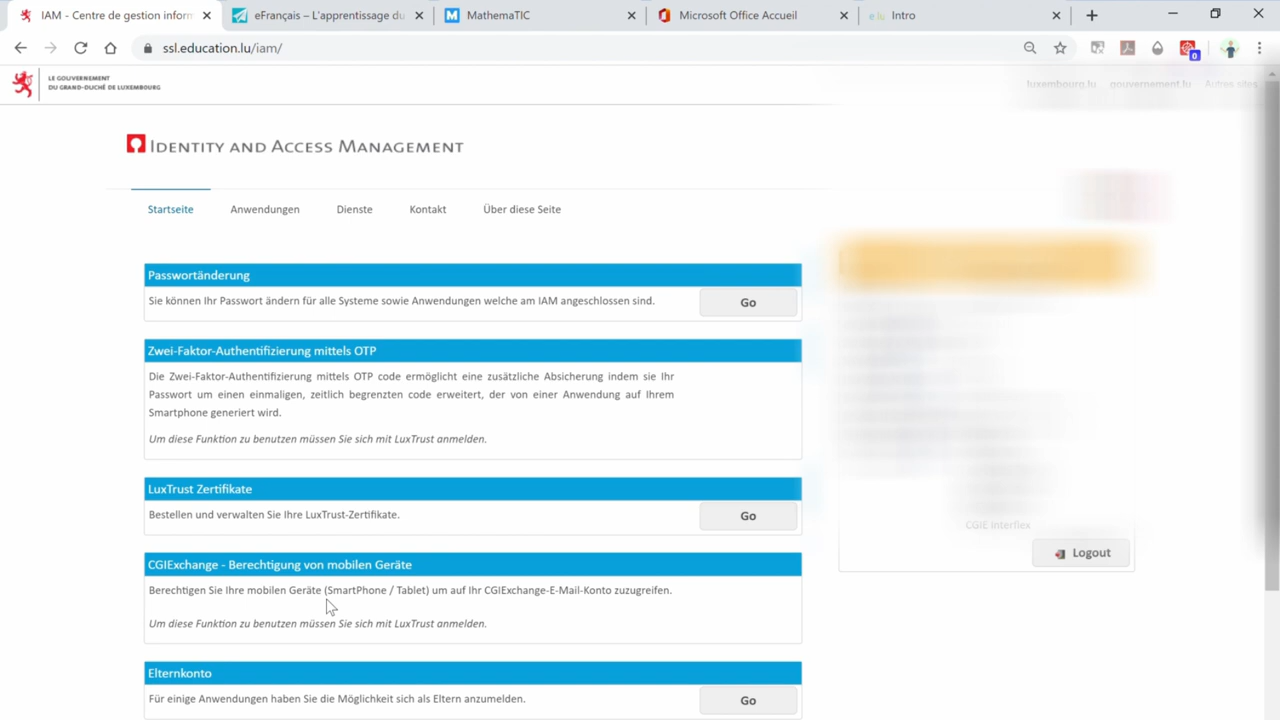 IAM - Centre de gestion inform
eFrançais – L'apprentissage du
MathemaTIC
Microsoft Office Accueil
Intro
ssl.education.lu/iam/
0
LE GOUVERNEMENT
DU GRAND-DUCHÉ DE LUXEMBOURG
luxembourg.lu gouvernement.lu Autres sites
IDENTITY AND ACCESS MANAGEMENT
Startseite Anwendungen Dienste Kontakt Über diese Seite
Passwortänderung
Sie können Ihr Passwort ändern für alle Systeme sowie Anwendungen welche am IAM angeschlossen sind.
Go
Zwei-Faktor-Authentifizierung mittels OTP
Die Zwei-Faktor-Authentifizierung mittels OTP code ermöglicht eine zusätzliche Absicherung indem sie Ihr
Passwort um einen einmaligen, zeitlich begrenzten code erweitert, der von einer Anwendung auf Ihrem
Smartphone generiert wird.
Um diese Funktion zu benutzen müssen Sie sich mit LuxTrust anmelden.
LuxTrust Zertifikate
Bestellen und verwalten Sie Ihre LuxTrust-Zertifikate.
Go
CGIExchange - Berechtigung von mobilen Geräte
Berechtigen Sie Ihre mobilen Geräte (SmartPhone / Tablet) um auf Ihr CGIExchange-E-Mail-Konto zuzugreifen.
Um diese Funktion zu benutzen müssen Sie sich mit LuxTrust anmelden.
Elternkonto
Für einige Anwendungen haben Sie die Möglichkeit sich als Eltern anzumelden.
Go
CGIE Interflex
Logout